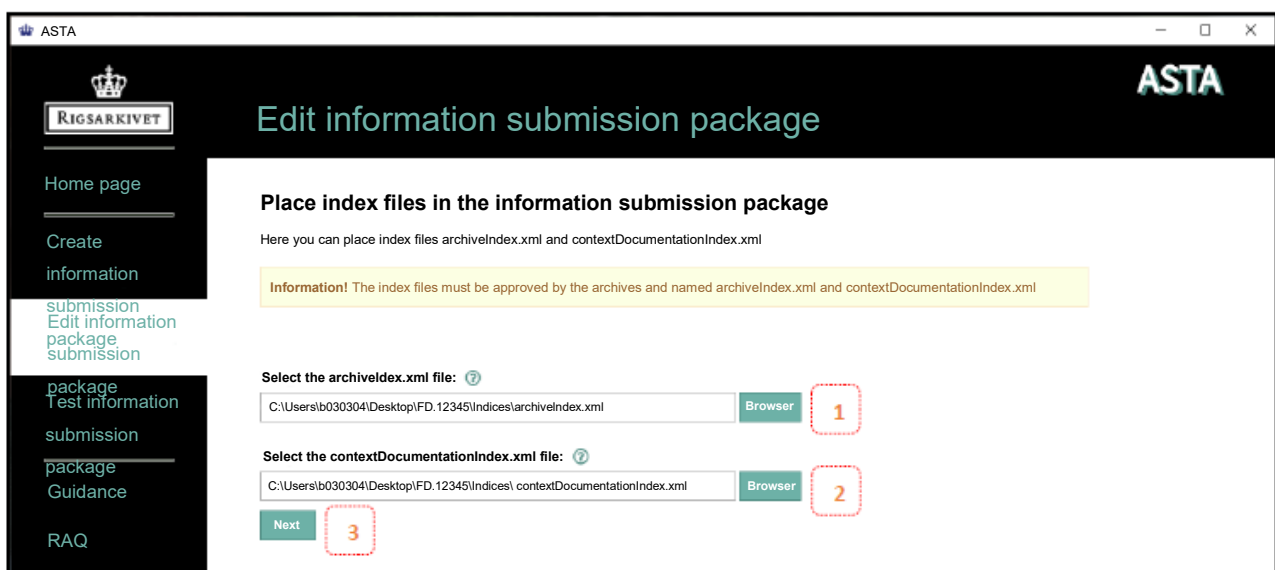 ASTA
ASTA
RIGSARKIVET
Edit information submission package
Home page
Create
information
submission
Edit information
package
submission
package
Test information
submission
package
Guidance
RAQ
Place index files in the information submission package
Here you can place index files archiveIndex.xml and contextDocumentationIndex.xml
Information! The index files must be approved by the archives and named archiveIndex.xml and contextDocumentationIndex.xml
Select the archiveIdex.xml file: ?
C:\Users\b030304\Desktop\FD.12345\Indices\archiveIndex.xml Browser 1
Select the contextDocumentationIndex.xml file: ?
C:\Users\b030304\Desktop\FD.12345\Indices\ contextDocumentationIndex.xml Browser 2
Next 3